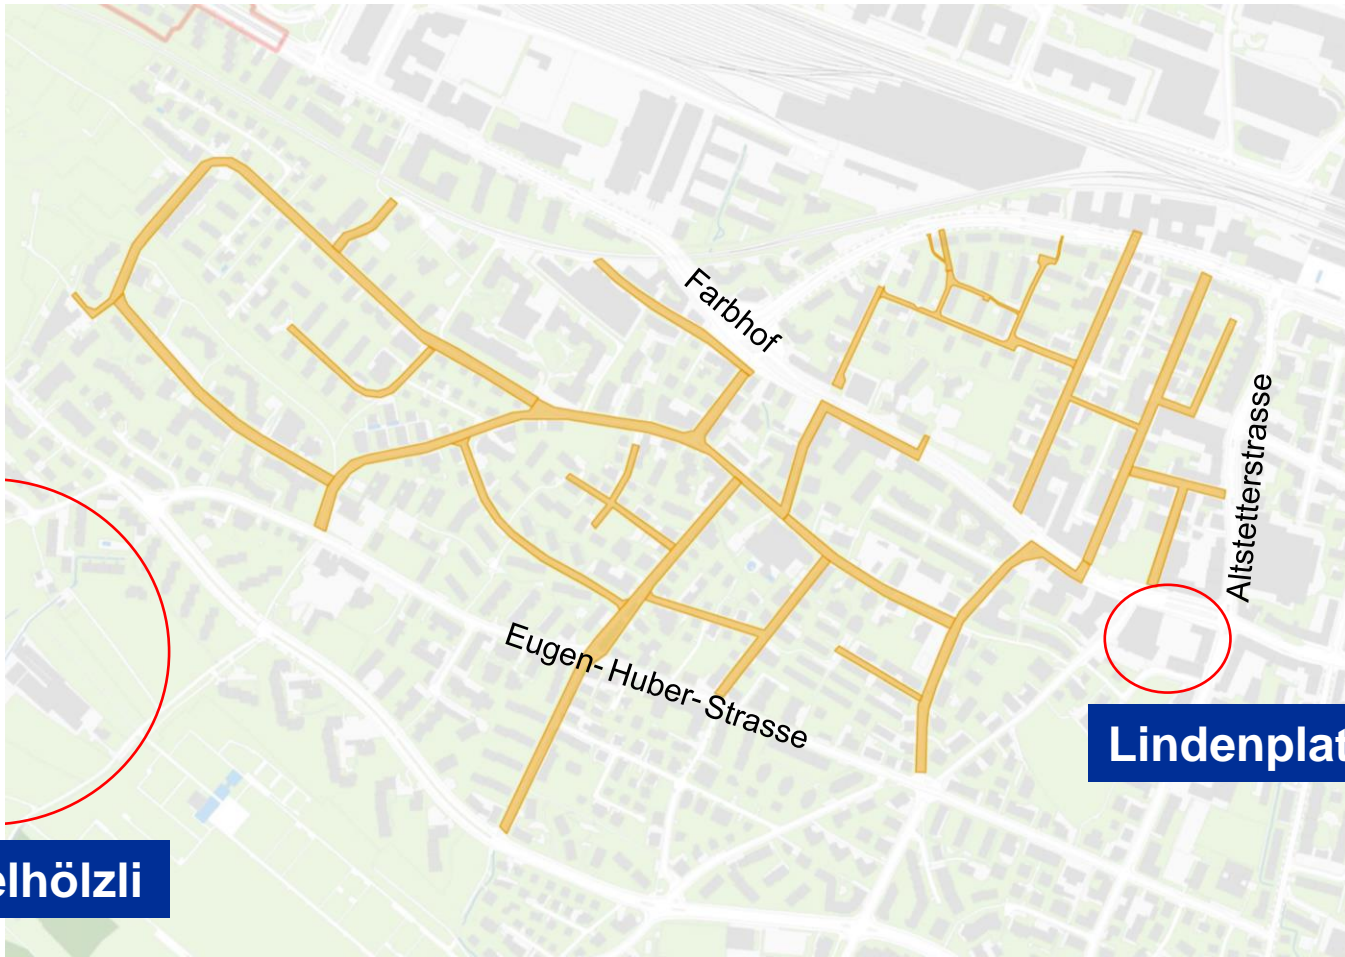 Farbhof
Altstetterstrasse
Eugen-Huber-Strasse
Lindenplat
elhölzli